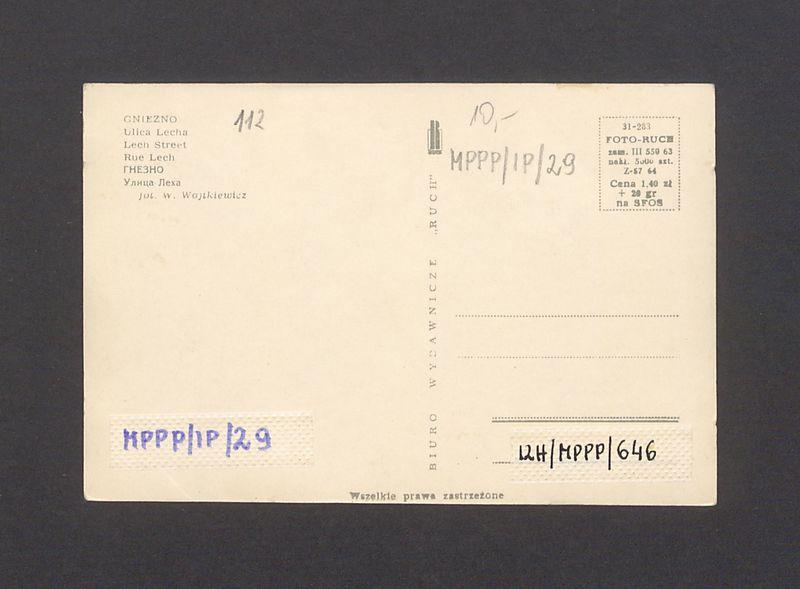 GNIEZNO
Ulica Lecha
Lech Street
Rue Lech
ГНЕЗНО
Улица Леха
fot. W. Wojtkiewicz
112
10,-
MPPP/IP/29
31-283
FOTO-RUCH
zam. III 550 63
nakł. 5000 szt.
Z-57 64
Cena 1,40 zł
+ 20 gr
na SFOS
BIURO WYDAWNICZE „RUCH"
MPPP/IP/29
12H/MPPP/646
Wszelkie prawa zastrzeżone